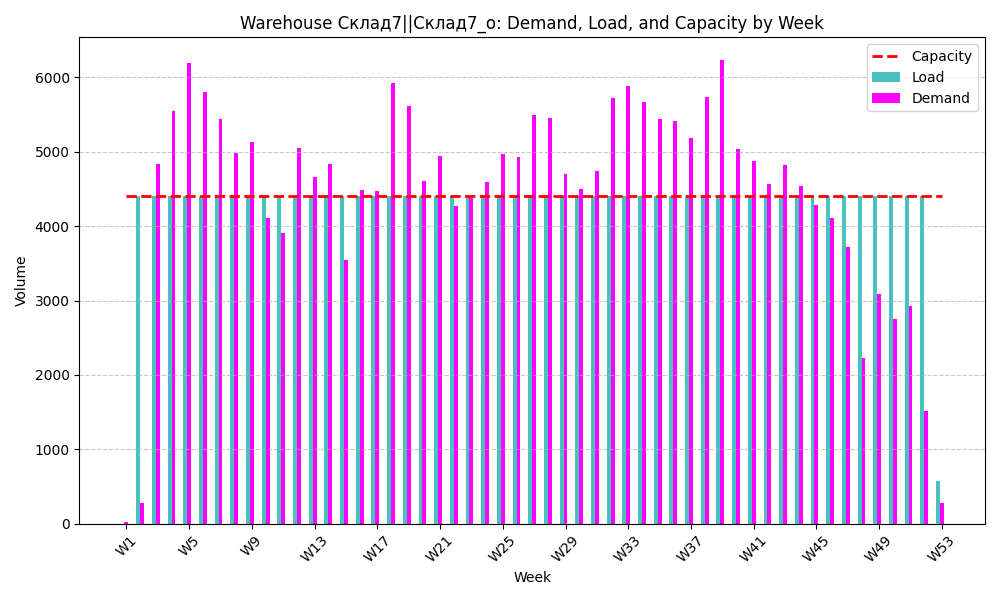 Warehouse Склад7||Склад7_о: Demand, Load, and Capacity by Week
Capacity
Load
Demand
Volume
6000
5000
4000
3000
2000
1000
0
W1
W5
W9
W13
W17
W21
W25
W29
W33
W37
W41
W45
W49
W53
Week